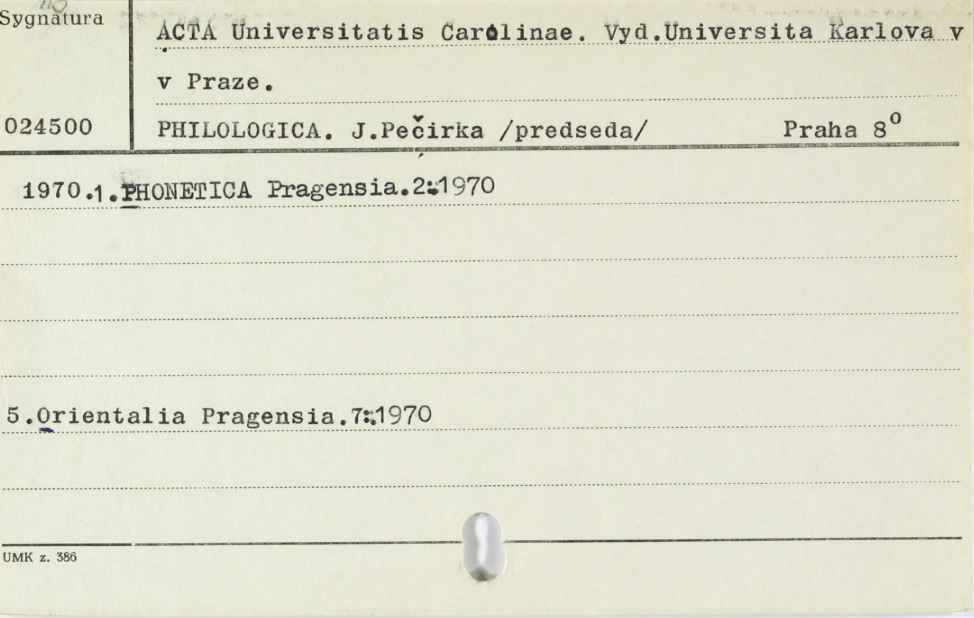 Sygnatura
ACTA Universitatis Carolinae. Vyd.Universita Karlova v
v Praze.
024500
PHILOLOGICA. J.Pečirka /predseda/ Praha 8º
1970.1.PHONETICA Pragensia.2:1970
5.Orientalia Pragensia.7:1970
UMK z. 386